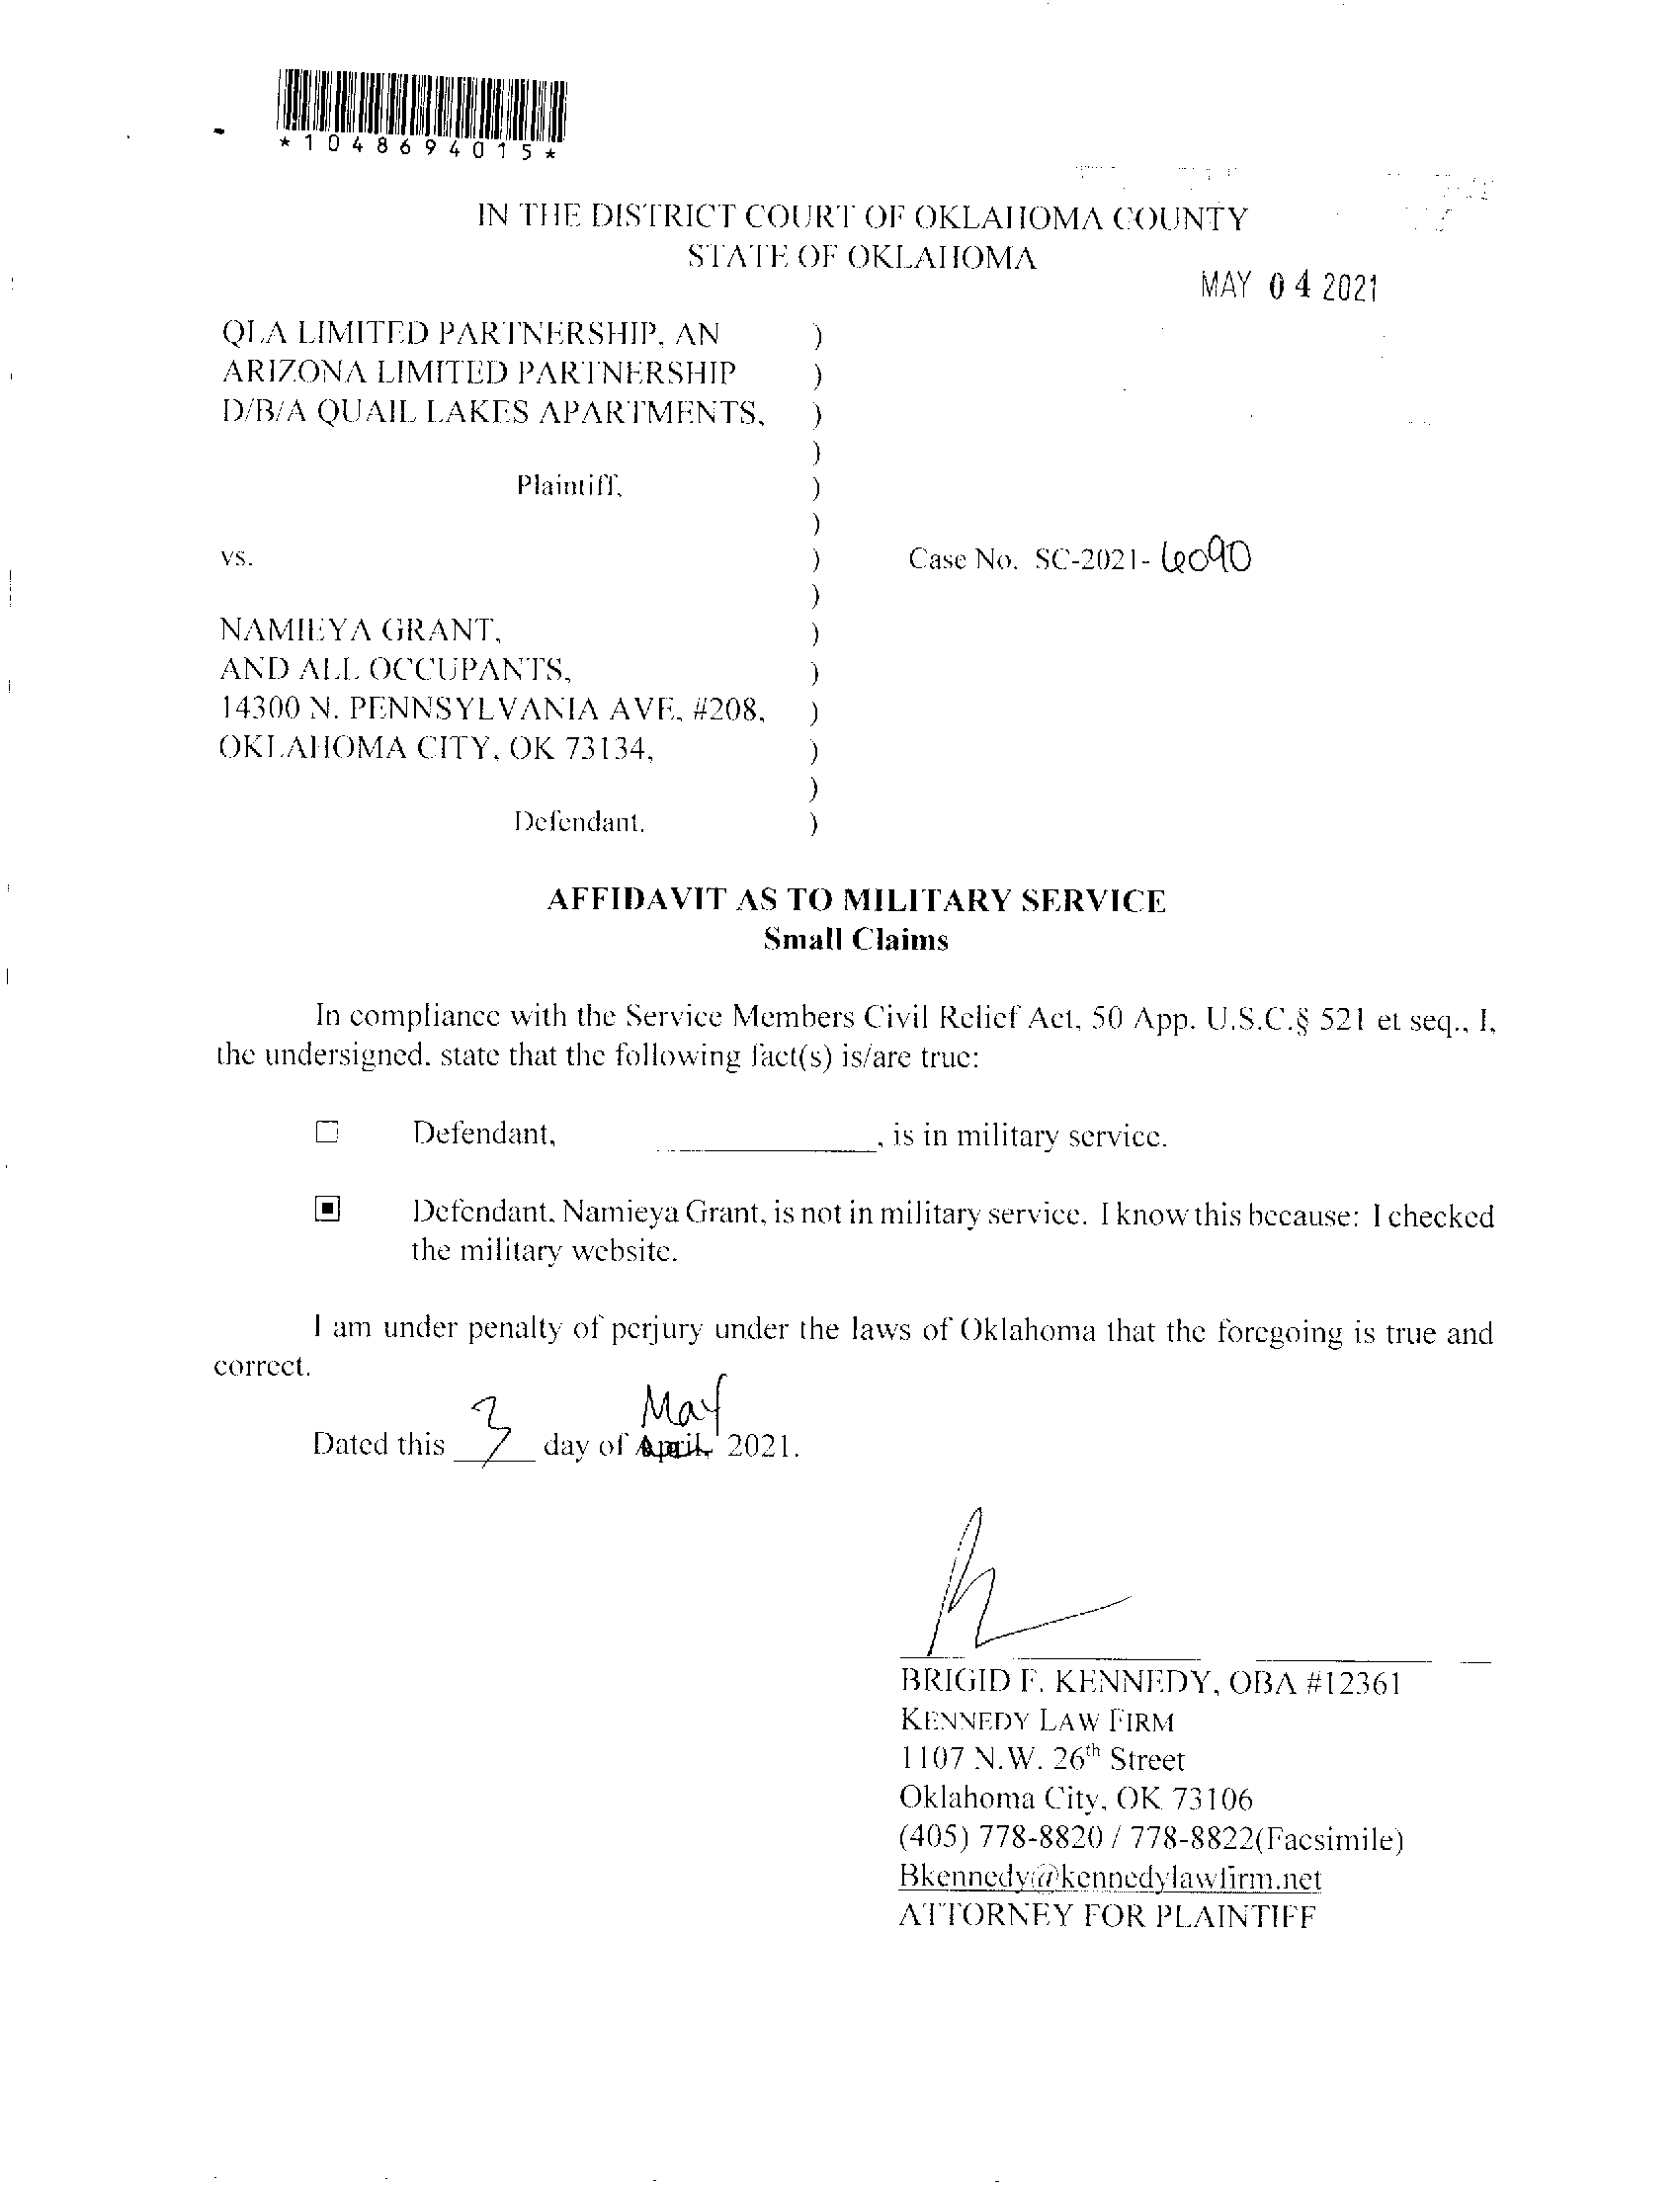 *1048694015*
IN THE DISTRICT COURT OF OKLAHOMA COUNTY
STATE OF OKLAHOMA
MAY 04 2021
QLA LIMITED PARTNERSHIP, AN )
ARIZONA LIMITED PARTNERSHIP )
D/B/A QUAIL LAKES APARTMENTS, )
)
Plaintiff, )
)
vs. ) Case No. SC-2021-6090
)
NAMIEYA GRANT, )
AND ALL OCCUPANTS, )
14300 N. PENNSYLVANIA AVE, #208, )
OKLAHOMA CITY, OK 73134, )
)
Defendant. )
AFFIDAVIT AS TO MILITARY SERVICE
Small Claims
In compliance with the Service Members Civil Relief Act, 50 App. U.S.C.§ 521 et seq., I,
the undersigned, state that the following fact(s) is/are true:
☐ Defendant, ____________, is in military service.
▣ Defendant, Namieya Grant, is not in military service. I know this because: I checked
the military website.
I am under penalty of perjury under the laws of Oklahoma that the foregoing is true and
correct.
May
Dated this 3 day of April, 2021.
BRIGID F. KENNEDY, OBA #12361
KENNEDY LAW FIRM
1107 N.W. 26th Street
Oklahoma City, OK 73106
(405) 778-8820 / 778-8822(Facsimile)
Bkennedy@kennedylawfirm.net
ATTORNEY FOR PLAINTIFF